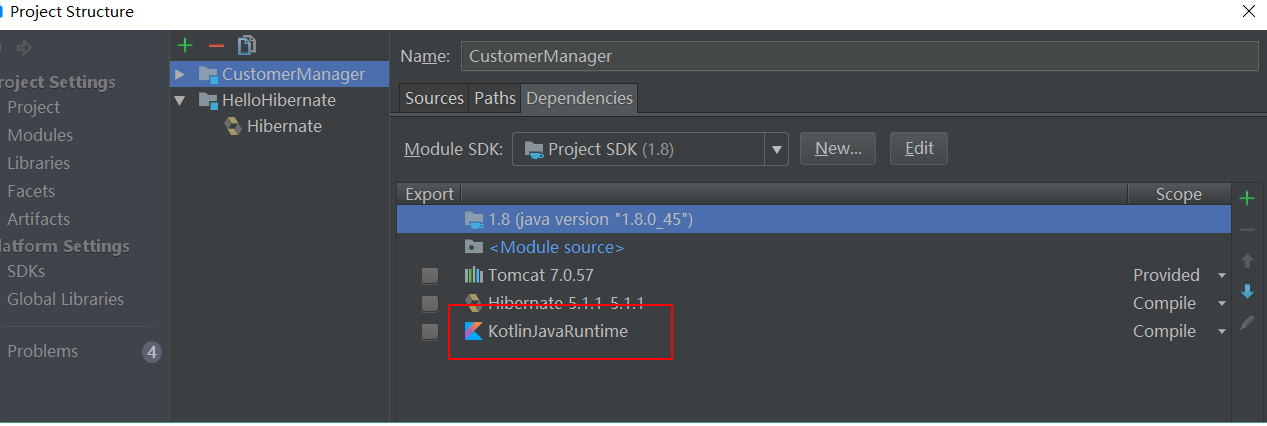 Project Structure
roject Settings
Project
Modules
Libraries
Facets
Artifacts
latform Settings
SDKs
Global Libraries
Problems 4
CustomerManager
HelloHibernate
Hibernate
Name: CustomerManager
Sources Paths Dependencies
Module SDK: Project SDK (1.8) New... Edit
Export Scope
1.8 (java version "1.8.0_45")
<Module source>
Tomcat 7.0.57 Provided
Hibernate 5.1.1-5.1.1 Compile
KotlinJavaRuntime Compile